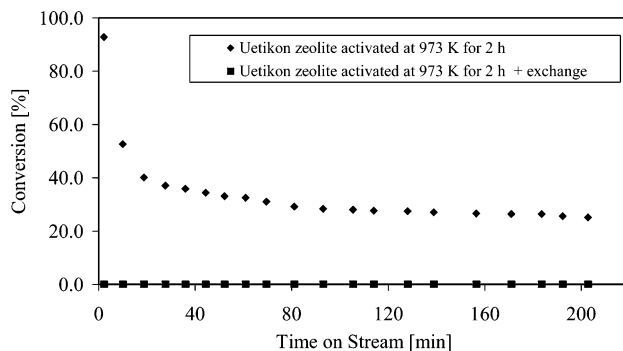 100.0
80.0
60.0
40.0
20.0
0.0
Conversion [%]
Uetikon zeolite activated at 973 K for 2 h
Uetikon zeolite activated at 973 K for 2 h + exchange
0 40 80 120 160 200
Time on Stream [min]